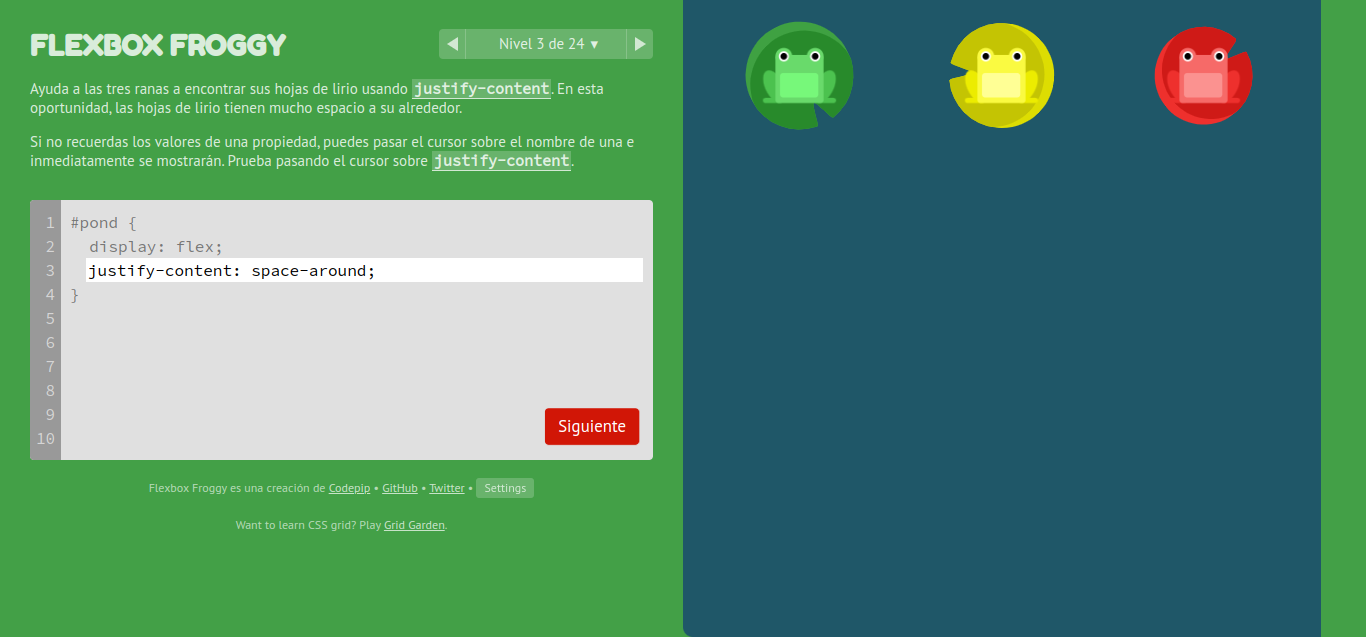 FLEXBOX FROGGY
Nivel 3 de 24 ▾
Ayuda a las tres ranas a encontrar sus hojas de lirio usando justify-content. En esta
oportunidad, las hojas de lirio tienen mucho espacio a su alrededor.
Si no recuerdas los valores de una propiedad, puedes pasar el cursor sobre el nombre de una e
inmediatamente se mostrarán. Prueba pasando el cursor sobre justify-content.
1 #pond {
2 display: flex;
3 justify-content: space-around;
4 }
5
6
7
8
9
10
Siguiente
Flexbox Froggy es una creación de Codepip • GitHub • Twitter • Settings
Want to learn CSS grid? Play Grid Garden.